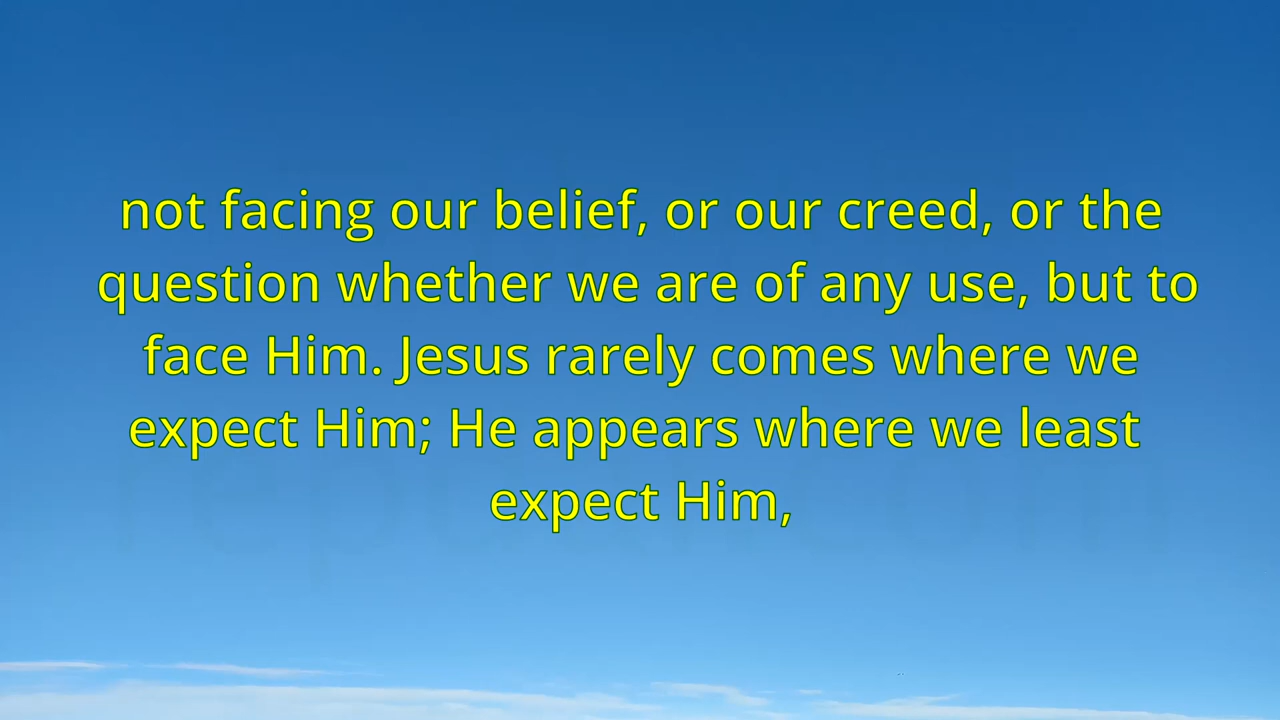 not facing our belief, or our creed, or the
question whether we are of any use, but to
face Him. Jesus rarely comes where we
expect Him; He appears where we least
expect Him,